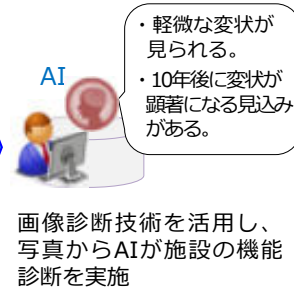 ・軽微な変状が
見られる。
・10年後に変状が
顕著になる見込み
がある。
AI
画像診断技術を活用し、
写真からAIが施設の機能
診断を実施